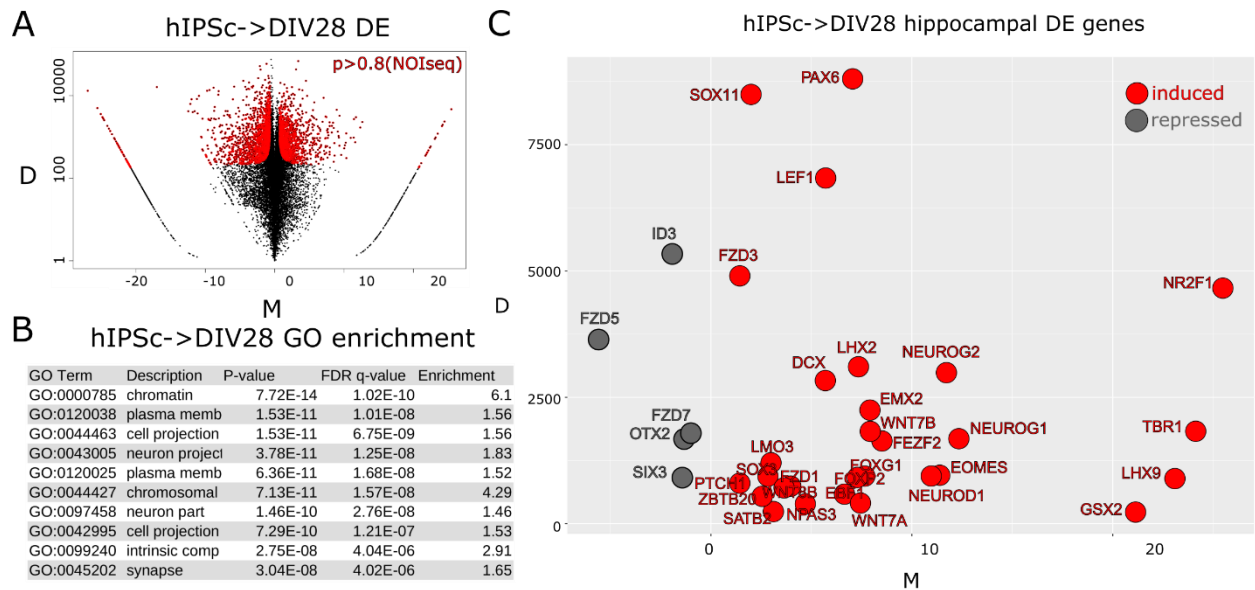 A
hIPSc->DIV28 DE
p>0.8(NOIseq)
10000
100
1
D
-20
-10
0
10
20
M
B
hIPSc->DIV28 GO enrichment
GO Term Description P-value FDR q-value Enrichment
GO:0000785 chromatin 7.72E-14 1.02E-10 6.1
GO:0120038 plasma memb 1.53E-11 1.01E-08 1.56
GO:0044463 cell projection 1.53E-11 6.75E-09 1.56
GO:0043005 neuron project 3.78E-11 1.25E-08 1.83
GO:0120025 plasma memb 6.36E-11 1.68E-08 1.52
GO:0044427 chromosomal 7.13E-11 1.57E-08 4.29
GO:0097458 neuron part 1.46E-10 2.76E-08 1.46
GO:0042995 cell projection 7.29E-10 1.21E-07 1.53
GO:0099240 intrinsic comp 2.75E-08 4.04E-06 2.91
GO:0045202 synapse 3.04E-08 4.02E-06 1.65
C
hIPSc->DIV28 hippocampal DE genes
induced
repressed
PAX6
SOX11
7500
LEF1
ID3
FZD3
5000
NR2F1
FZD5
DCX
LHX2
NEUROG2
2500
EMX2
FZD7
WNT7B
OTX2
FEZF2
NEUROG1
TBR1
LMO3
SIX3
FOXG1
EOMES
LHX9
PTCH1
FZD1
NEUROD1
ZBTB20
WNT8B
SATB2
NPAS3
WNT7A
GSX2
0
D
0
10
20
M